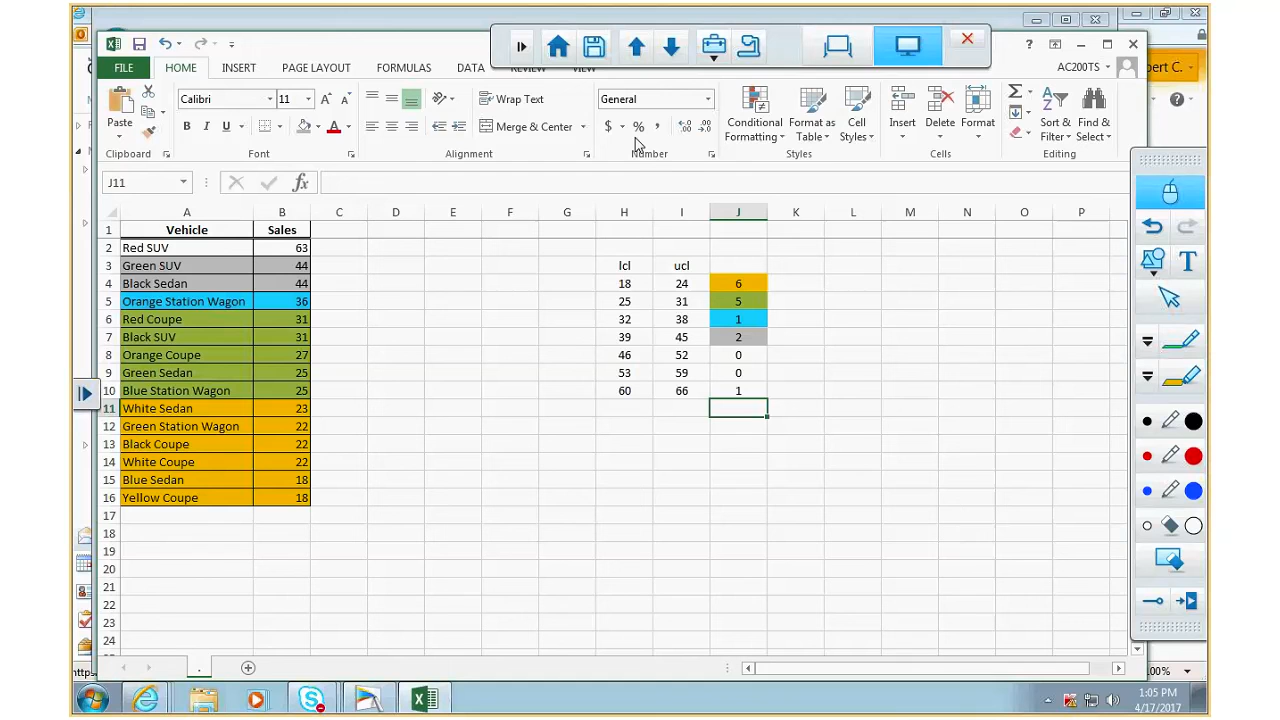 ? AC200TS bert C.
FILE HOME INSERT PAGE LAYOUT FORMULAS DATA
Calibri 11 Wrap Text General
Paste B I U Merge & Center $ % , Conditional Formatting Format as Table Cell Styles Insert Delete Format Sort & Filter Find & Select
Clipboard Font Alignment Number Styles Cells Editing
J11 fx
A B C D E F G H I J K L M N O P
1 Vehicle Sales
2 Red SUV 63
3 Green SUV 44 lcl ucl
4 Black Sedan 44 18 24 6
5 Orange Station Wagon 36 25 31 5
6 Red Coupe 31 32 38 1
7 Black SUV 31 39 45 2
8 Orange Coupe 27 46 52 0
9 Green Sedan 25 53 59 0
10 Blue Station Wagon 25 60 66 1
11 White Sedan 23
12 Green Station Wagon 22
13 Black Coupe 22
14 White Coupe 22
15 Blue Sedan 18
16 Yellow Coupe 18
17
18
19
20
21
22
23
24
.
https 00%
1:05 PM
4/17/2017